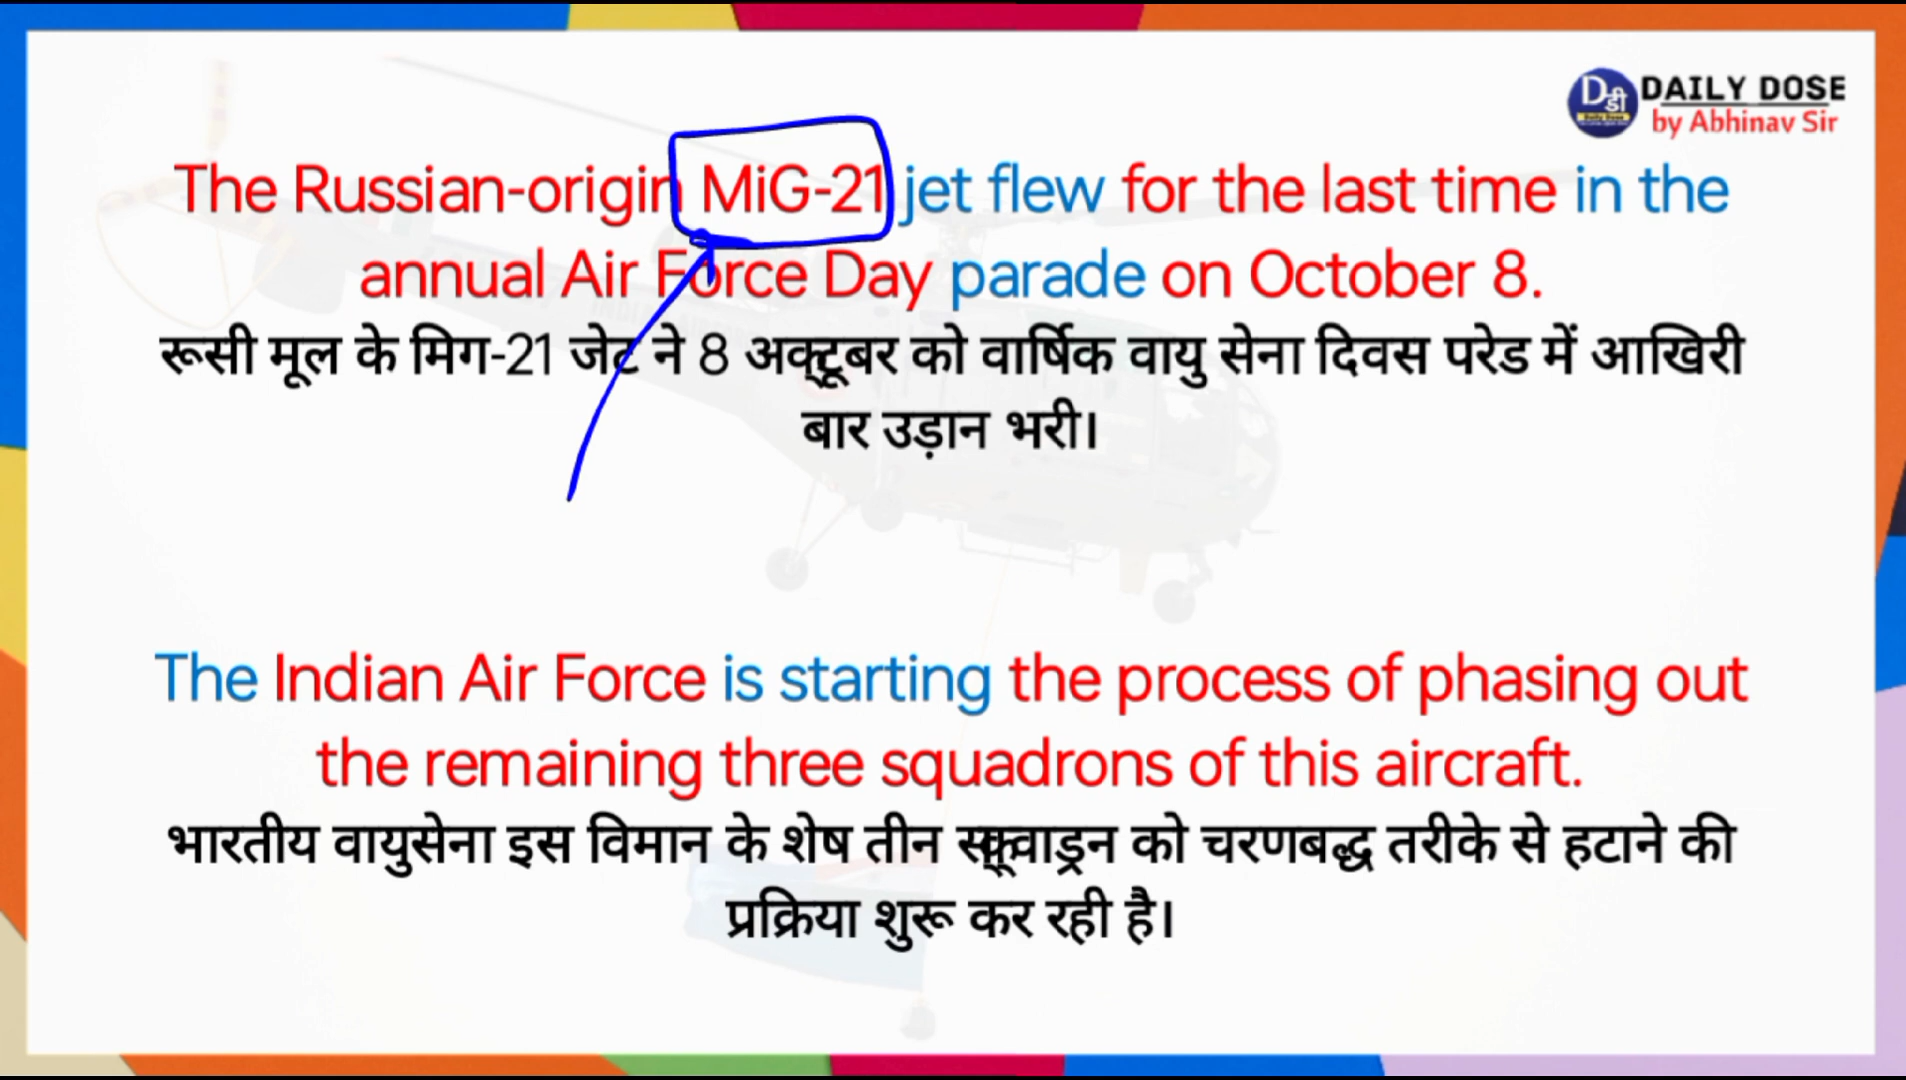 DAILY DOSE
by Abhinav Sir
The Russian-origin MiG-21 jet flew for the last time in the
annual Air Force Day parade on October 8.
रूसी मूल के मिग-21 जेट ने 8 अक्टूबर को वार्षिक वायु सेना दिवस परेड में आखिरी
बार उड़ान भरी।
The Indian Air Force is starting the process of phasing out
the remaining three squadrons of this aircraft.
भारतीय वायुसेना इस विमान के शेष तीन स्क्वाड्रन को चरणबद्ध तरीके से हटाने की
प्रक्रिया शुरू कर रही है।